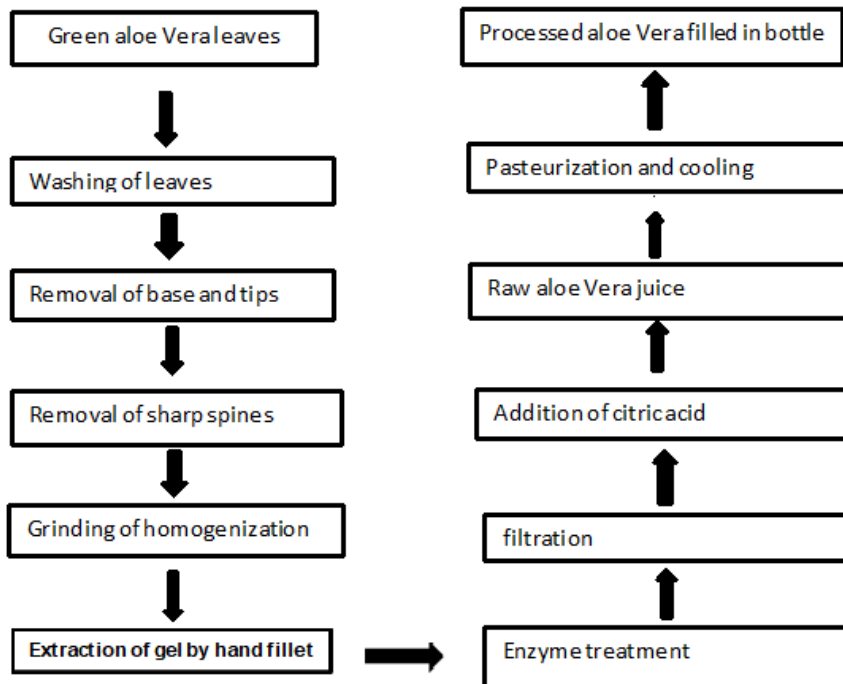 Green aloe Vera leaves
Washing of leaves
Removal of base and tips
Removal of sharp spines
Grinding of homogenization
Extraction of gel by hand fillet
Enzyme treatment
filtration
Addition of citric acid
Raw aloe Vera juice
Pasteurization and cooling
Processed aloe Vera filled in bottle